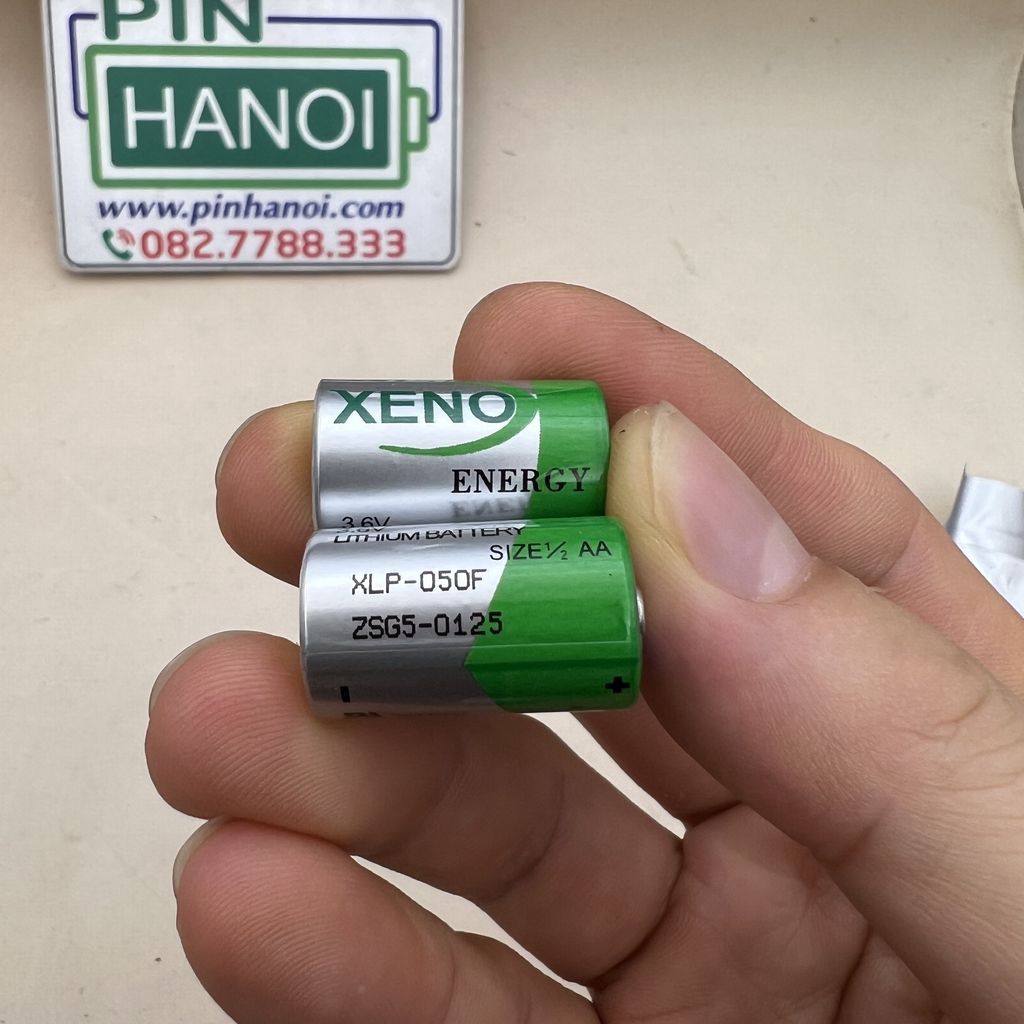 PIN
HANOI
www.pinhanoi.com
082.7788.333
XENO
ENERGY
3.6V
LITHIUM BATTERY
SIZE ½ AA
XLP-050F
ZSG5-0125
-
+